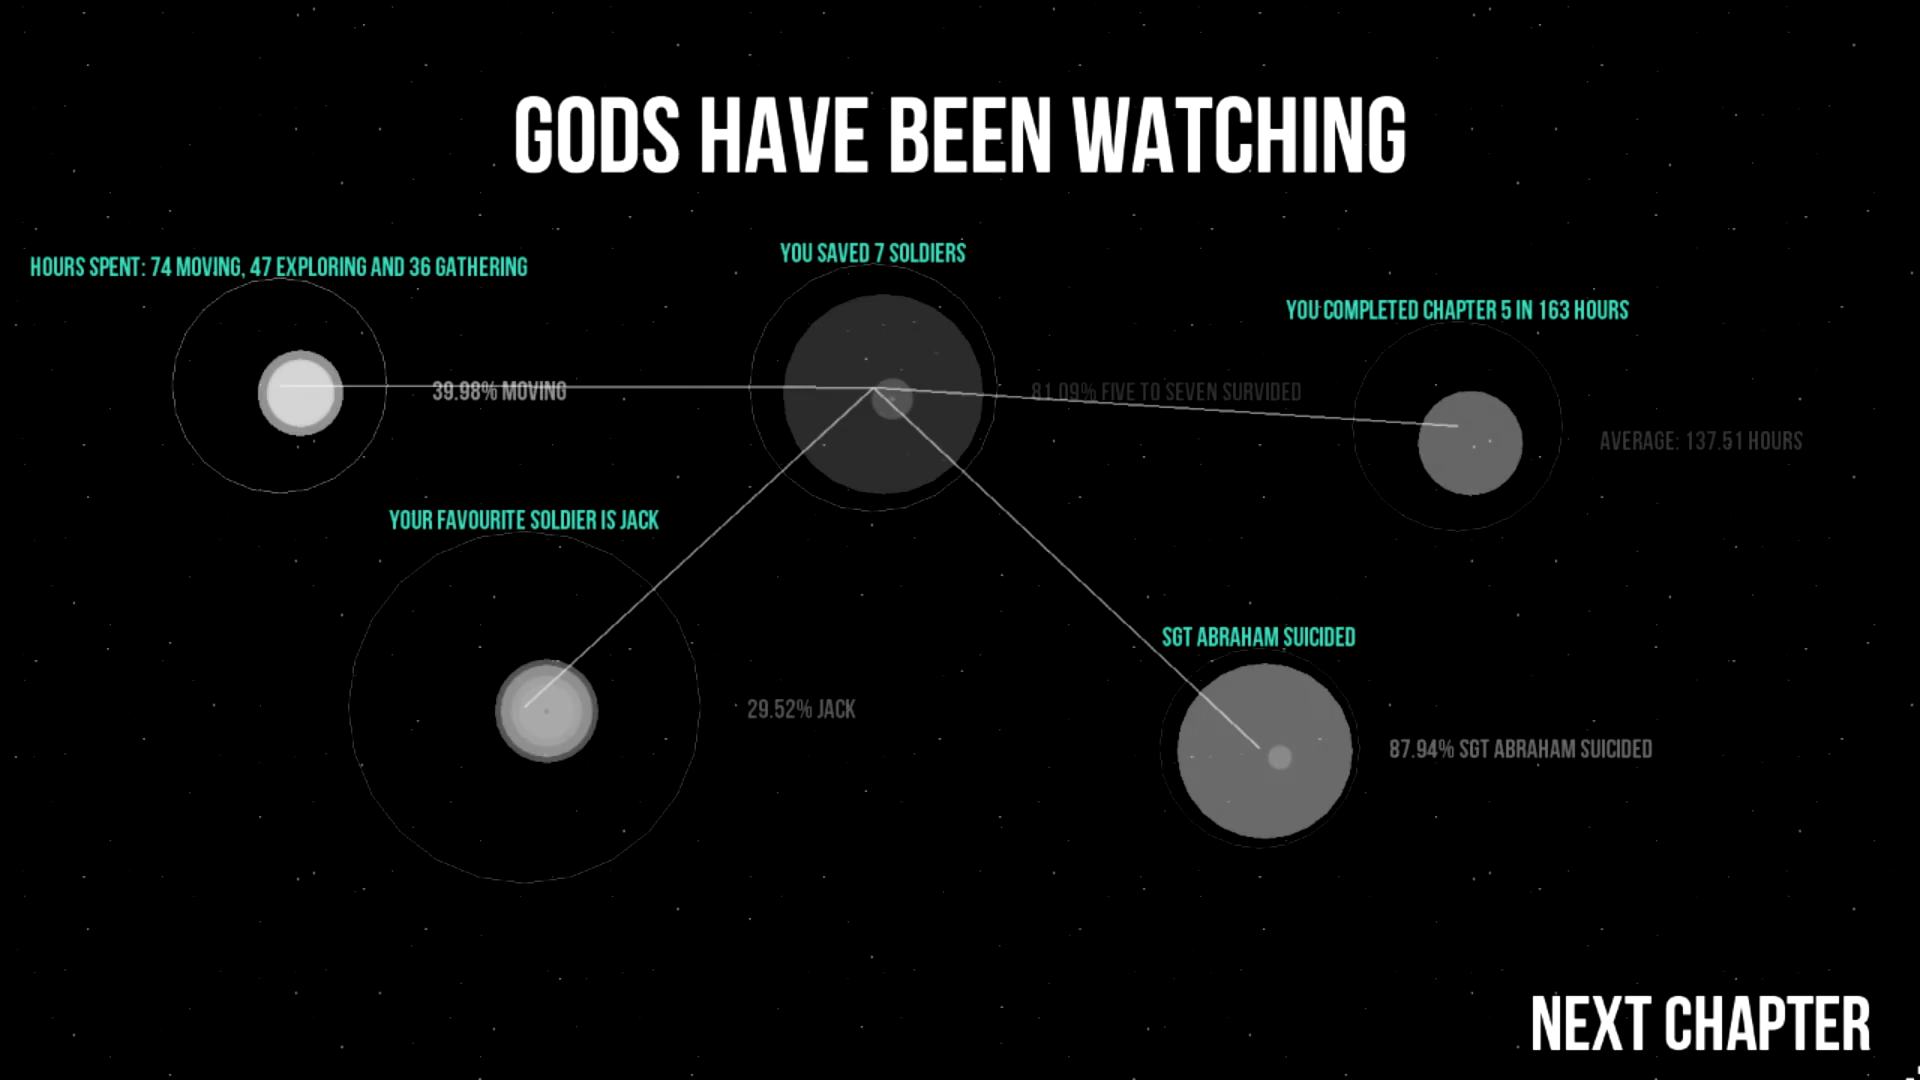 GODS HAVE BEEN WATCHING
HOURS SPENT: 74 MOVING, 47 EXPLORING AND 36 GATHERING
YOU SAVED 7 SOLDIERS
YOU COMPLETED CHAPTER 5 IN 163 HOURS
39.98% MOVING
81.09% FIVE TO SEVEN SURVIDED
AVERAGE: 137.51 HOURS
YOUR FAVOURITE SOLDIER IS JACK
SGT ABRAHAM SUICIDED
29.52% JACK
87.94% SGT ABRAHAM SUICIDED
NEXT CHAPTER